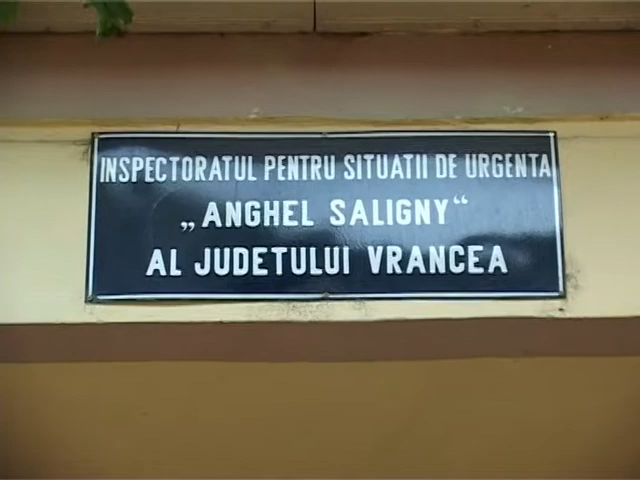 INSPECTORATUL PENTRU SITUATII DE URGENTA
„ANGHEL SALIGNY“
AL JUDETULUI VRANCEA